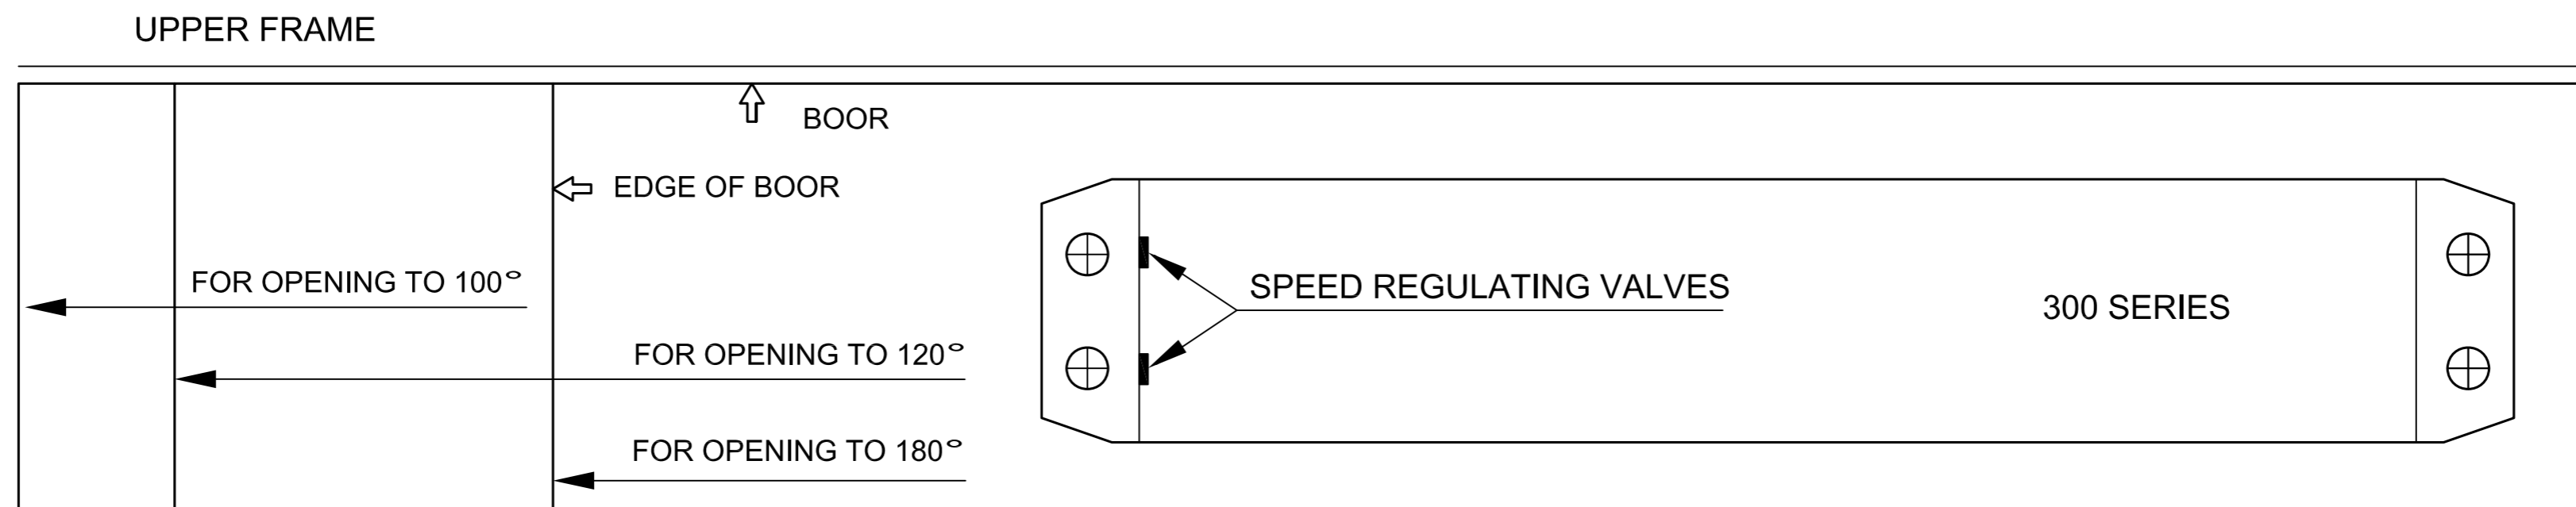 UPPER FRAME
BOOR
EDGE OF BOOR
FOR OPENING TO 100°
SPEED REGULATING VALVES
300 SERIES
FOR OPENING TO 120°
FOR OPENING TO 180°